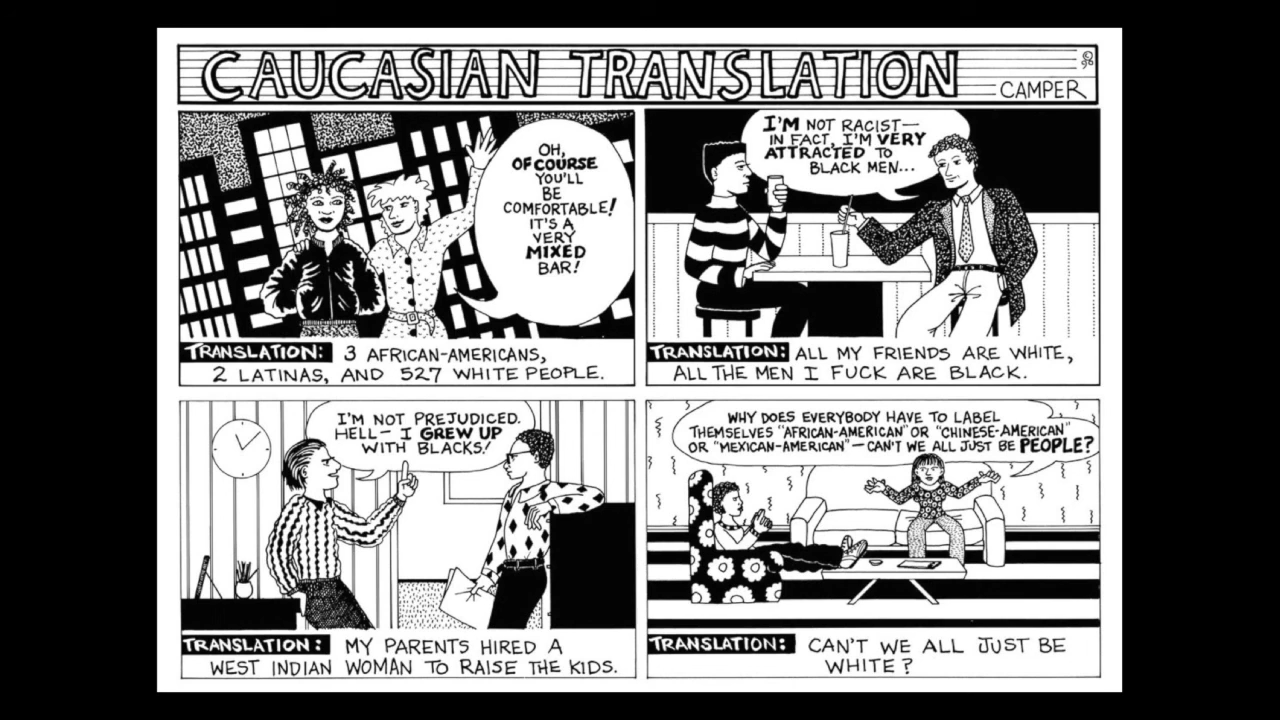 CAUCASIAN TRANSLATION
CAMPER
OH,
OF COURSE
YOU'LL
BE
COMFORTABLE!
IT'S A
VERY
MIXED
BAR!
TRANSLATION: 3 AFRICAN-AMERICANS,
2 LATINAS, AND 527 WHITE PEOPLE.
I'M NOT RACIST—
IN FACT, I'M VERY
ATTRACTED TO
BLACK MEN...
TRANSLATION: ALL MY FRIENDS ARE WHITE,
ALL THE MEN I FUCK ARE BLACK.
I'M NOT PREJUDICED.
HELL— I GREW UP
WITH BLACKS!
TRANSLATION: MY PARENTS HIRED A
WEST INDIAN WOMAN TO RAISE THE KIDS.
WHY DOES EVERYBODY HAVE TO LABEL
THEMSELVES "AFRICAN-AMERICAN" OR "CHINESE-AMERICAN"
OR "MEXICAN-AMERICAN"—CAN'T WE ALL JUST BE PEOPLE?
TRANSLATION: CAN'T WE ALL JUST BE
WHITE?